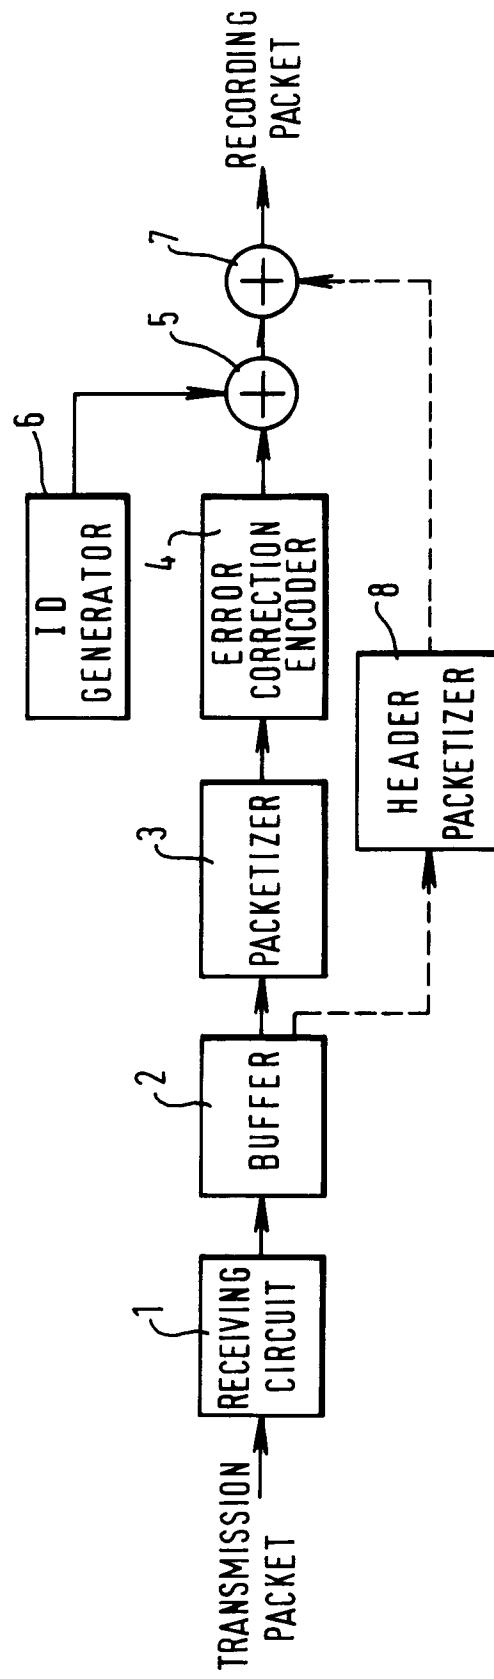 TRANSMISSION
PACKET
1
RECEIVING
CIRCUIT
2
BUFFER
3
PACKETIZER
4
ERROR
CORRECTION
ENCODER
6
ID
GENERATOR
5
7
RECORDING
PACKET
8
HEADER
PACKETIZER